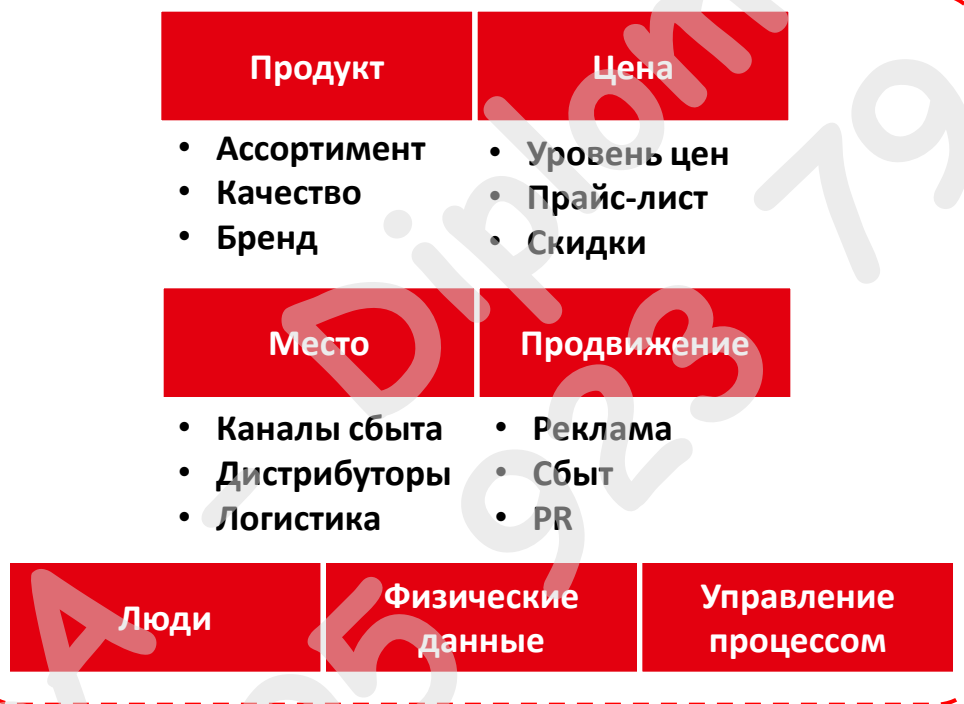 Продукт
Цена
• Ассортимент
• Качество
• Бренд
• Уровень цен
• Прайс-лист
• Скидки
Место
Продвижение
• Каналы сбыта
• Дистрибуторы
• Логистика
• Реклама
• Сбыт
• PR
Люди
Физические
данные
Управление
процессом